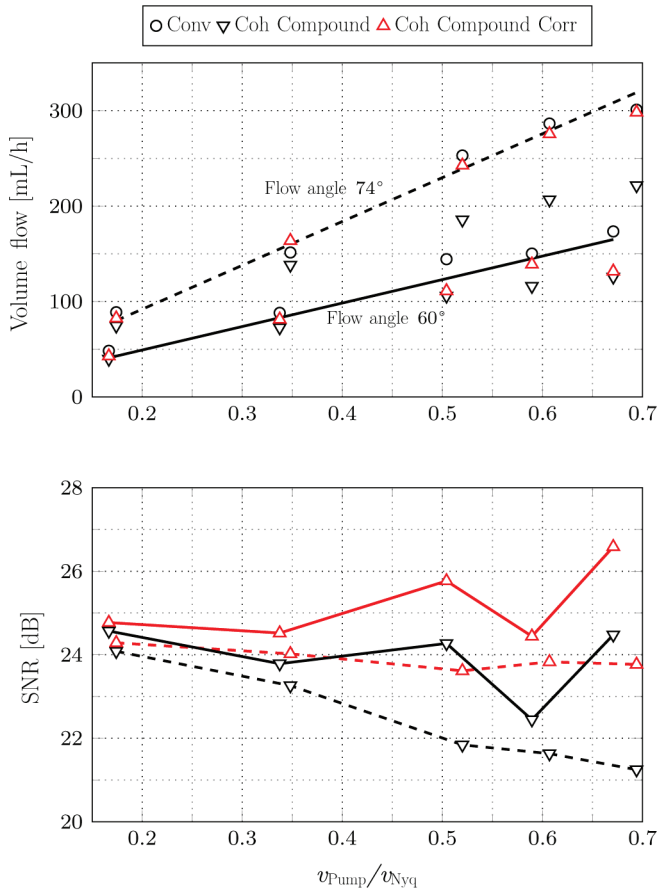 Conv Coh Compound Coh Compound Corr
300
200
100
0
Volume flow [mL/h]
Flow angle 74°
Flow angle 60°
0.2 0.3 0.4 0.5 0.6 0.7
28
26
24
22
20
SNR [dB]
0.2 0.3 0.4 0.5 0.6 0.7
vPump/vNyq